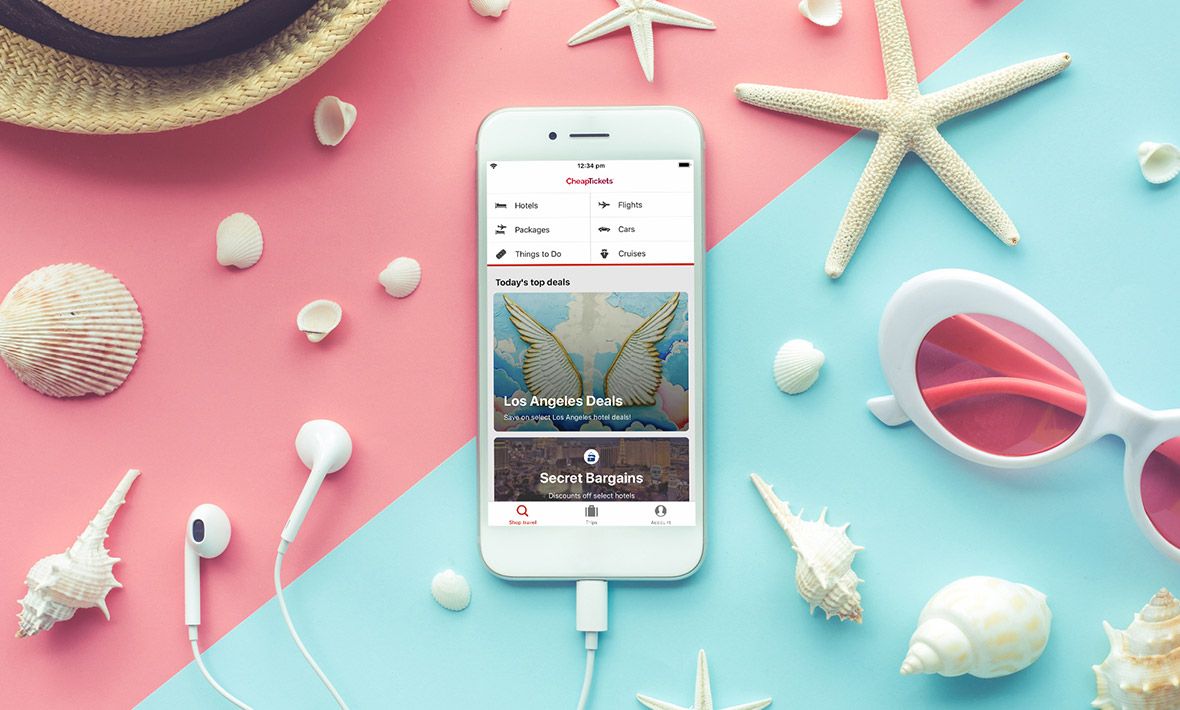 12:34 pm
CheapTickets
Hotels
Flights
Packages
Cars
Things to Do
Cruises
Today's top deals
Los Angeles Deals
Save on select Los Angeles hotel deals!
Secret Bargains
Discounts off select hotels
Shop travel
Trips
Account